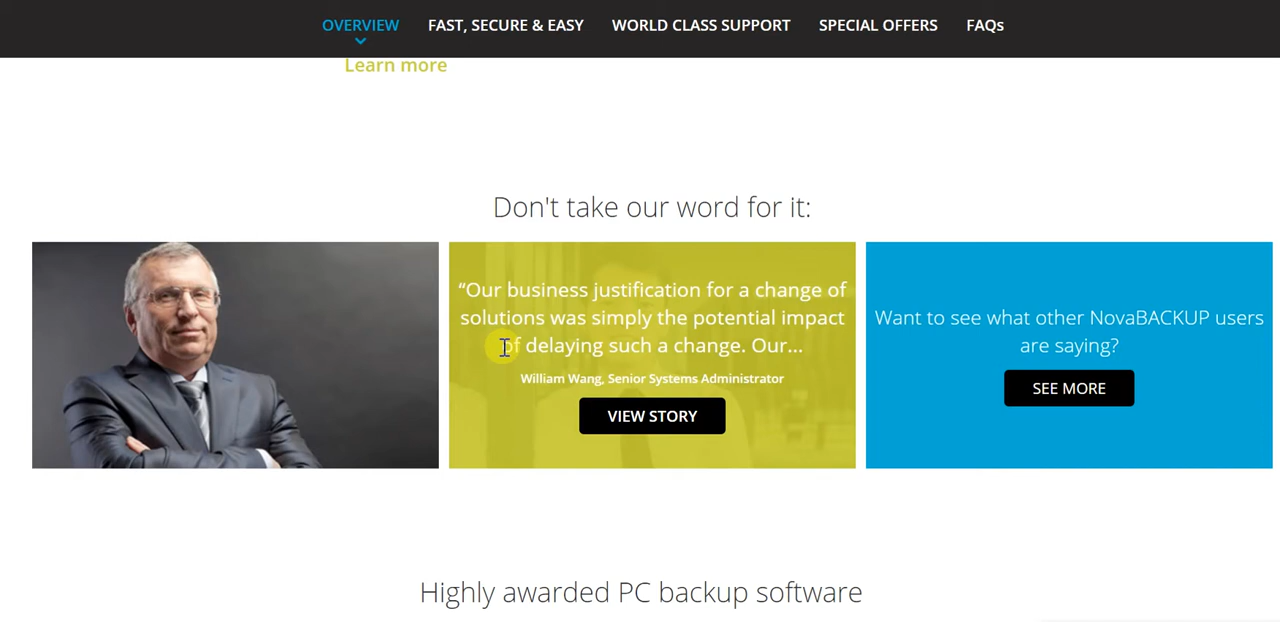 OVERVIEW FAST, SECURE & EASY WORLD CLASS SUPPORT SPECIAL OFFERS FAQs
Learn more
Don't take our word for it:
“Our business justification for a change of
solutions was simply the potential impact
of delaying such a change. Our...
William Wang, Senior Systems Administrator
VIEW STORY
Want to see what other NovaBACKUP users
are saying?
SEE MORE
Highly awarded PC backup software